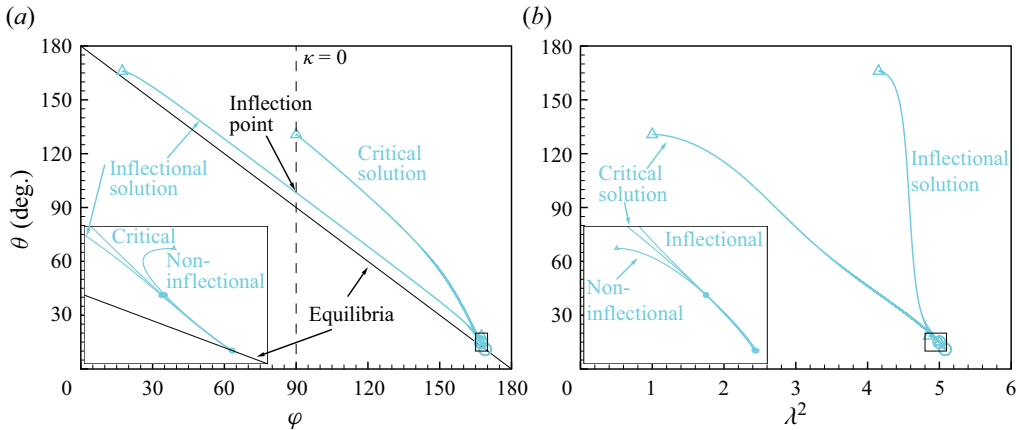 (a)
180
150
120
90
60
30
0
θ (deg.)
κ = 0
Inflection
point
Critical
solution
Inflectional
solution
Critical
Non-
inflectional
Equilibria
30
60
90
120
150
180
φ
(b)
180
150
120
90
60
30
0
Critical
solution
Inflectional
solution
Inflectional
Non-
inflectional
1
2
3
4
5
6
λ²